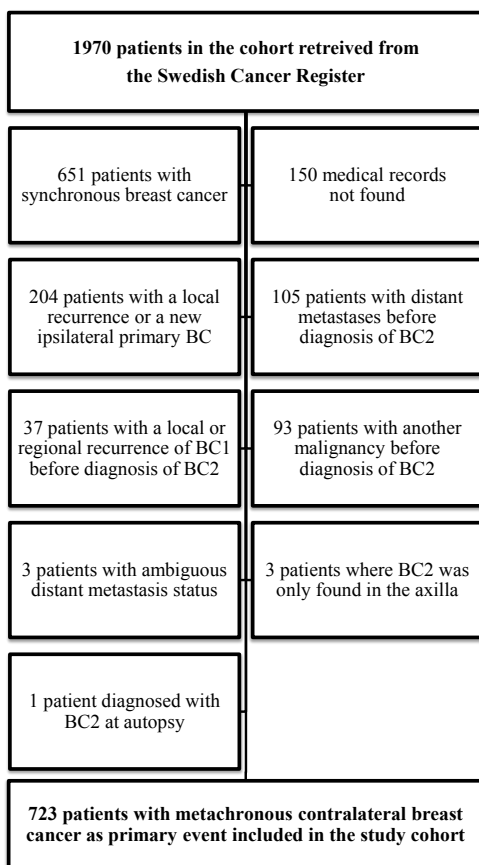 1970 patients in the cohort retreived from
the Swedish Cancer Register
651 patients with
synchronous breast cancer
150 medical records
not found
204 patients with a local
recurrence or a new
ipsilateral primary BC
105 patients with distant
metastases before
diagnosis of BC2
37 patients with a local or
regional recurrence of BC1
before diagnosis of BC2
93 patients with another
malignancy before
diagnosis of BC2
3 patients with ambiguous
distant metastasis status
3 patients where BC2 was
only found in the axilla
1 patient diagnosed with
BC2 at autopsy
723 patients with metachronous contralateral breast
cancer as primary event included in the study cohort